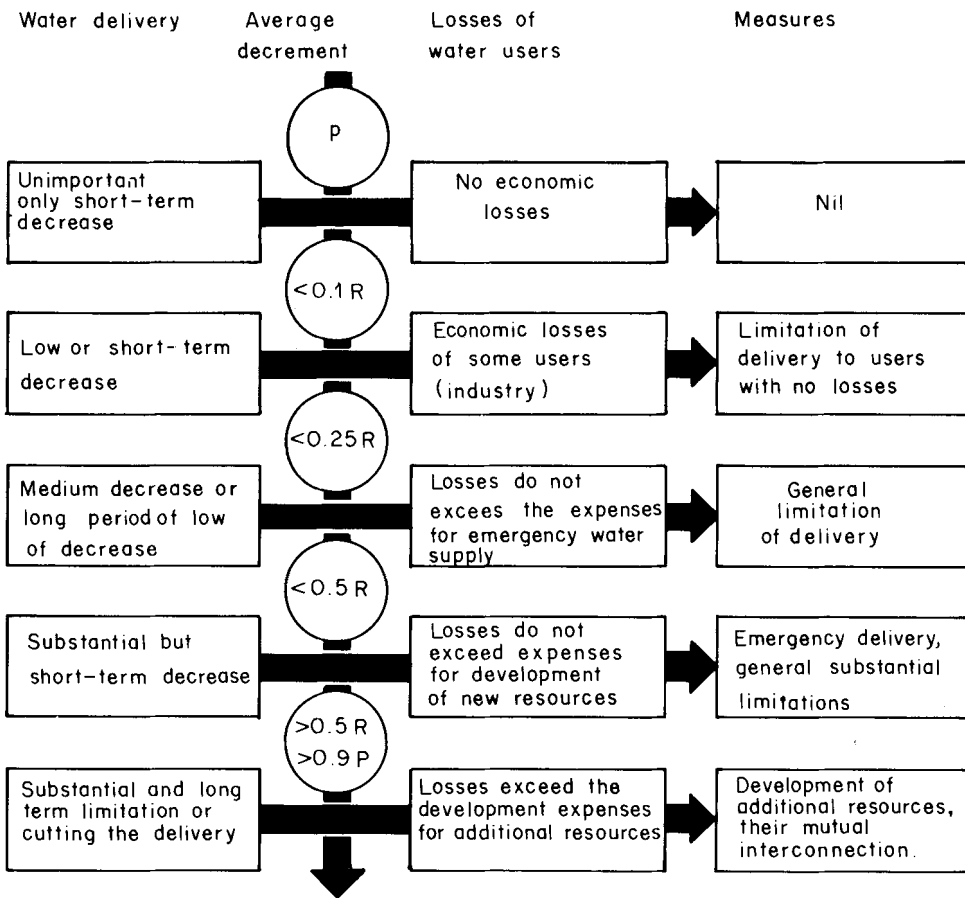 Water delivery
Average
decrement
Losses of
water users
Measures
P
Unimportant
only short-term
decrease
No economic
losses
Nil
<0.1 R
Low or short-term
decrease
Economic losses
of some users
(industry)
Limitation of
delivery to users
with no losses
<0.25 R
Medium decrease or
long period of low
of decrease
Losses do not
excees the expenses
for emergency water
supply
General
limitation
of delivery
<0.5 R
Substantial but
short-term decrease
Losses do not
exceed expenses
for development
of new resources
Emergency delivery,
general substantial
limitations
>0.5 R
>0.9 P
Substantial and long
term limitation or
cutting the delivery
Losses exceed the
development expenses
for additional resources
Development of
additional resources,
their mutual
interconnection.